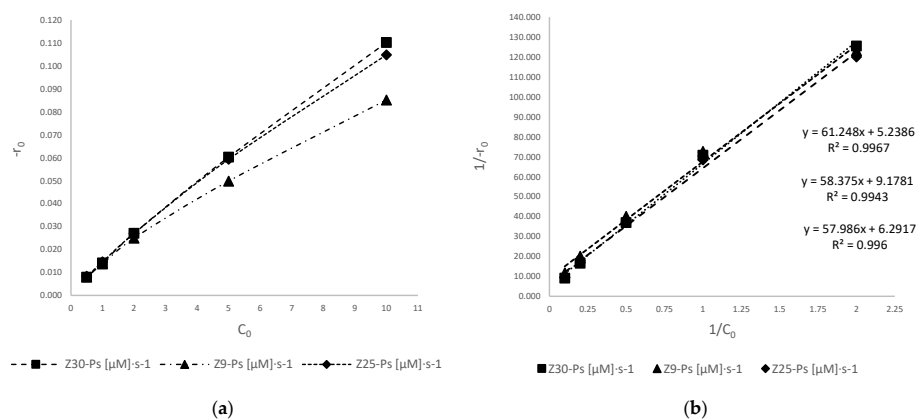 0.120
0.110
0.100
0.090
0.080
0.070
0.060
0.050
0.040
0.030
0.020
0.010
0.000
-r₀
0 1 2 3 4 5 6 7 8 9 10 11
C₀
Z30-Ps [μM]·s-1 Z9-Ps [μM]·s-1 Z25-Ps [μM]·s-1
(a)
140.000
130.000
120.000
110.000
100.000
90.000
80.000
70.000
60.000
50.000
40.000
30.000
20.000
10.000
0.000
1/-r₀
y = 61.248x + 5.2386
R² = 0.9967
y = 58.375x + 9.1781
R² = 0.9943
y = 57.986x + 6.2917
R² = 0.996
0 0.25 0.5 0.75 1 1.25 1.5 1.75 2 2.25
1/C₀
Z30-Ps [μM]·s-1 Z9-Ps [μM]·s-1 Z25-Ps [μM]·s-1
(b)